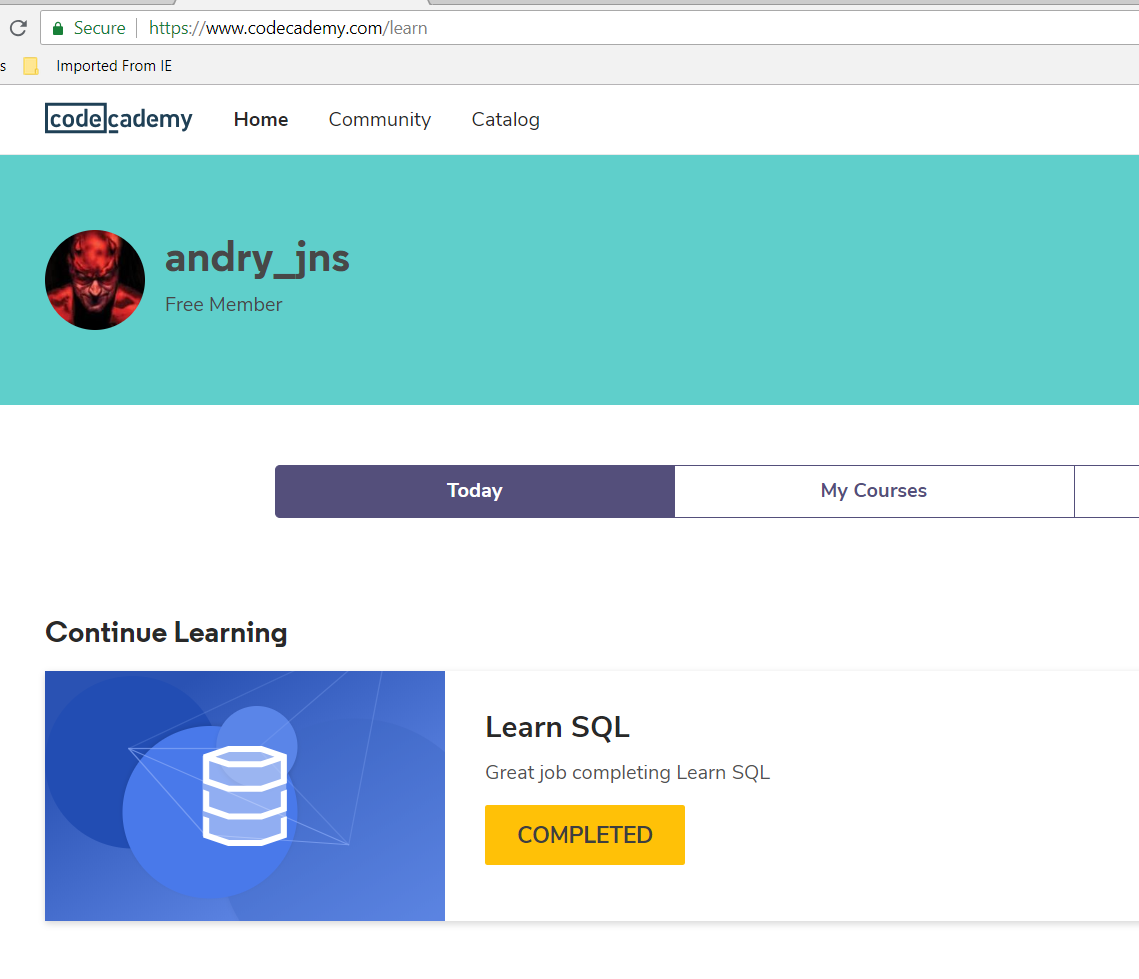 Secure https://www.codecademy.com/learn
s Imported From IE
codecademy Home Community Catalog
andry_jns
Free Member
Today My Courses
Continue Learning
Learn SQL
Great job completing Learn SQL
COMPLETED